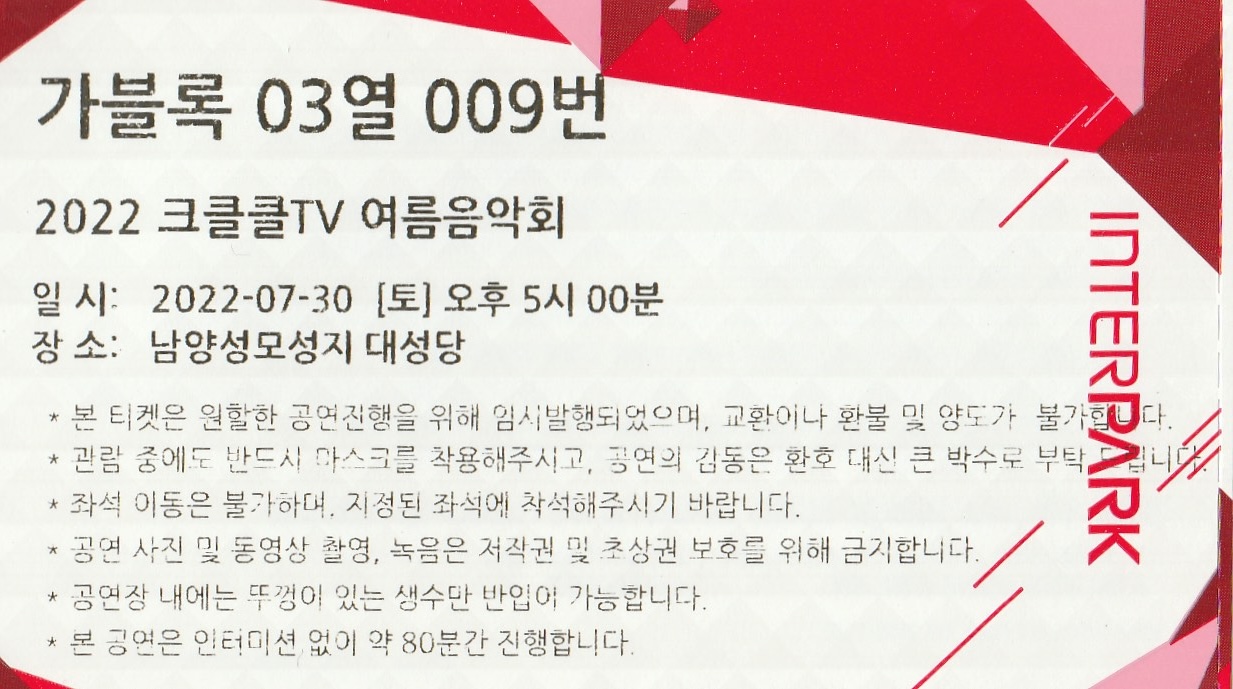 가블록 03열 009번
2022 크클클TV 여름음악회
일 시: 2022-07-30 [토] 오후 5시 00분
장 소: 남양성모성지 대성당
* 본 티켓은 원할한 공연진행을 위해 임시발행되었으며, 교환이나 환불 및 양도가 불가합니다.
* 관람 중에도 반드시 마스크를 착용해주시고, 공연의 감동은 환호 대신 큰 박수로 부탁 드립니다.
* 좌석 이동은 불가하며, 지정된 좌석에 착석해주시기 바랍니다.
* 공연 사진 및 동영상 촬영, 녹음은 저작권 및 초상권 보호를 위해 금지합니다.
* 공연장 내에는 뚜껑이 있는 생수만 반입이 가능합니다.
* 본 공연은 인터미션 없이 약 80분간 진행합니다.
INTERPARK